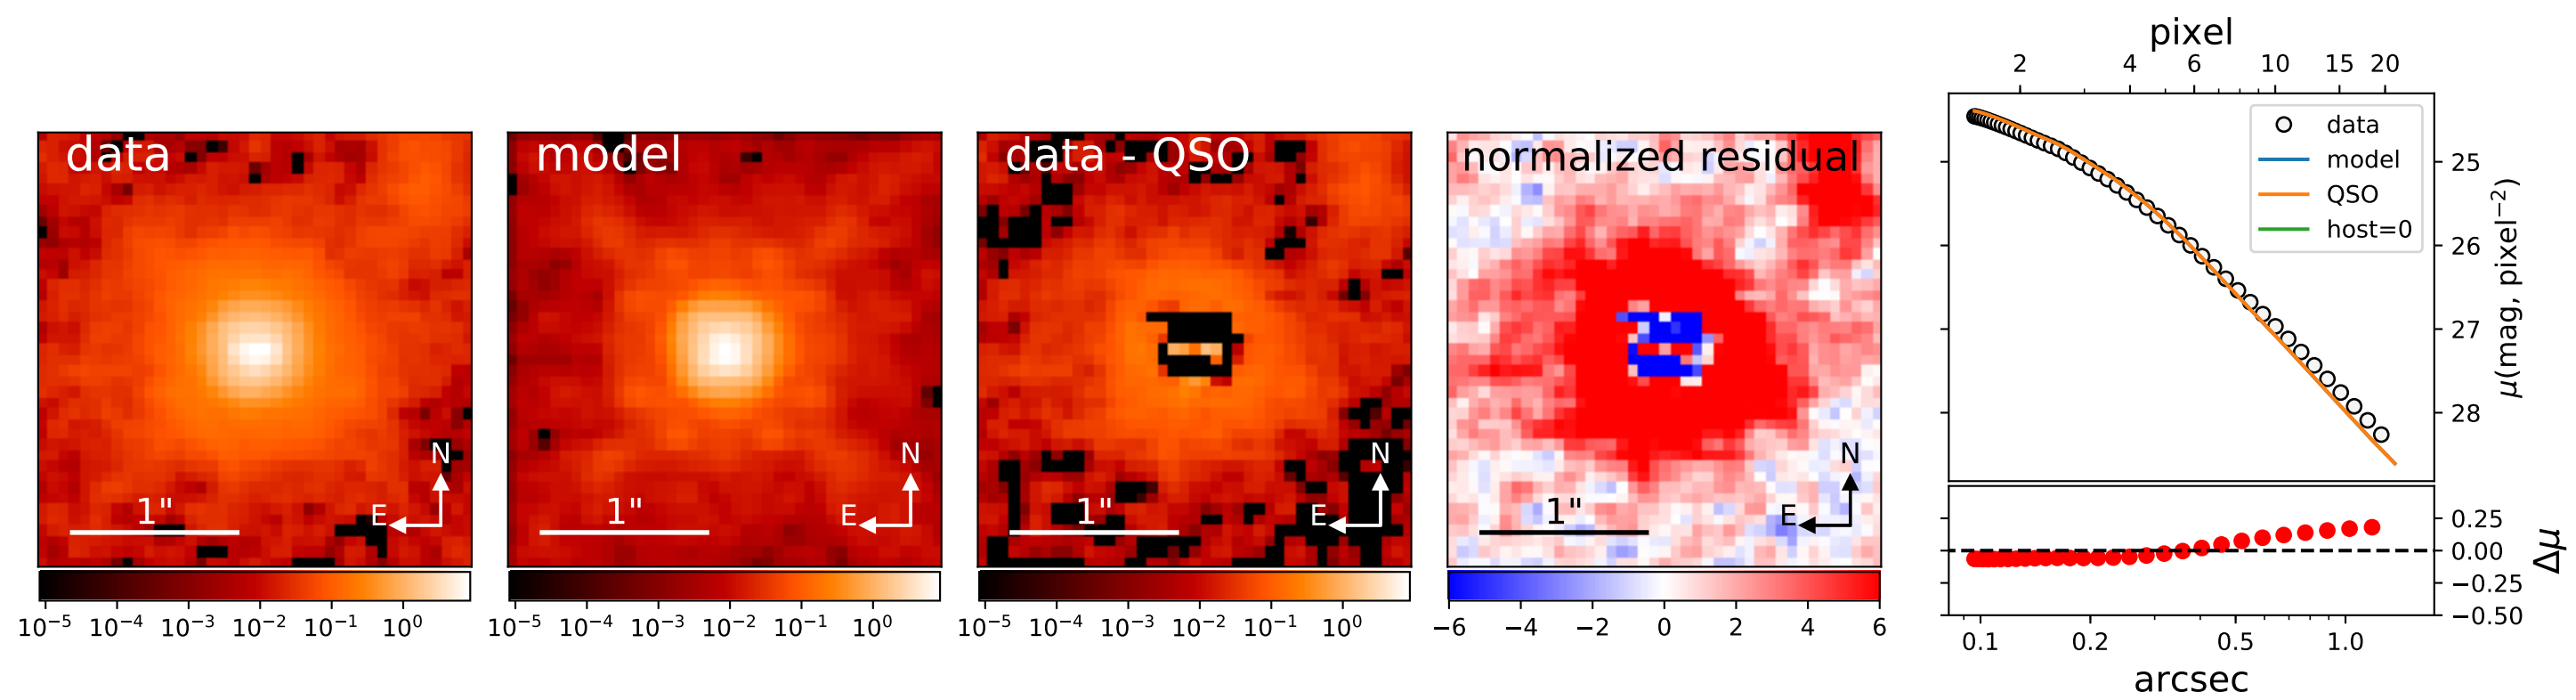 data
N
E
1"
10⁻⁵ 10⁻⁴ 10⁻³ 10⁻² 10⁻¹ 10⁰
model
N
E
1"
10⁻⁵ 10⁻⁴ 10⁻³ 10⁻² 10⁻¹ 10⁰
data - QSO
N
E
1"
10⁻⁵ 10⁻⁴ 10⁻³ 10⁻² 10⁻¹ 10⁰
normalized residual
N
E
1"
−6 −4 −2 0 2 4 6
pixel
2 4 6 10 15 20
data
model
QSO
host=0
25
26
27
28
μ(mag, pixel⁻²)
0.25
0.00
−0.25
−0.50
Δμ
0.1 0.2 0.5 1.0
arcsec